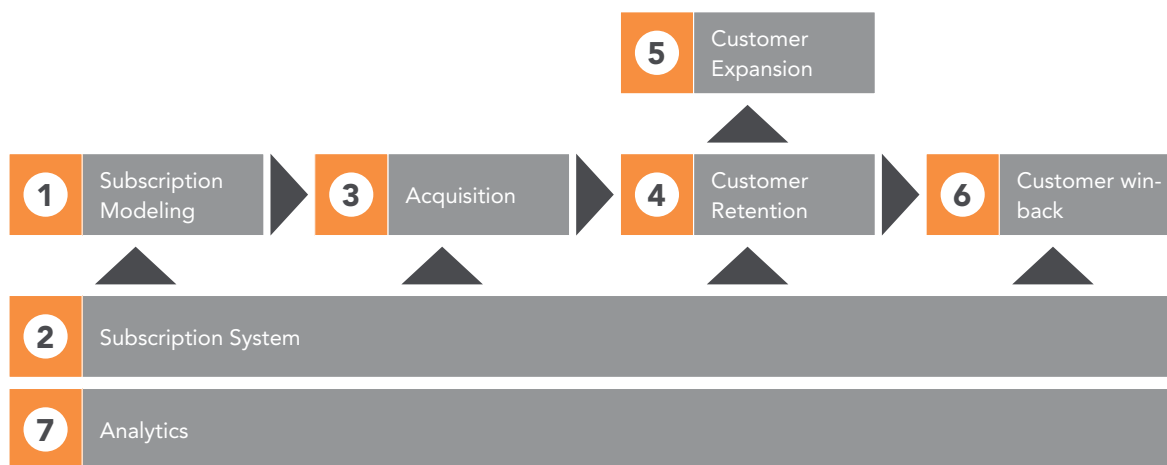 5
Customer
Expansion
1
Subscription
Modeling
3
Acquisition
4
Customer
Retention
6
Customer win-
back
2
Subscription System
7
Analytics